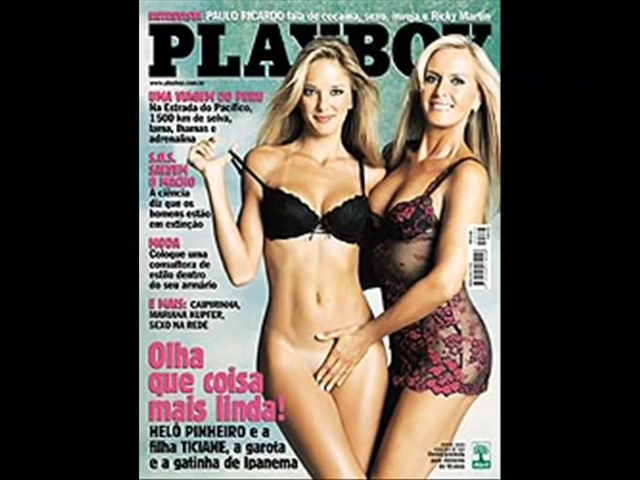 ENTREVISTA: PAULO RICARDO fala de cocaína, sexo, inveja e Ricky Martin
PLAYBOY
www.playboy.com.br
UMA VIAGEM DO PERU
Na Estrada do Pacífico,
1 500 km de selva,
lama, lhamas e
adrenalina
S.O.S.
SALVEM
O MACHO
A ciência
diz que os
homens estão
em extinção
MODA
Coloque uma
consultora de
estilo dentro
do seu armário
E MAIS: CAIPIRINHA,
MARIANA KUPFER,
SEXO NA REDE
Olha
que coisa
mais linda!
HELÔ PINHEIRO e a
filha TICIANE, a garota
e a gatinha de Ipanema